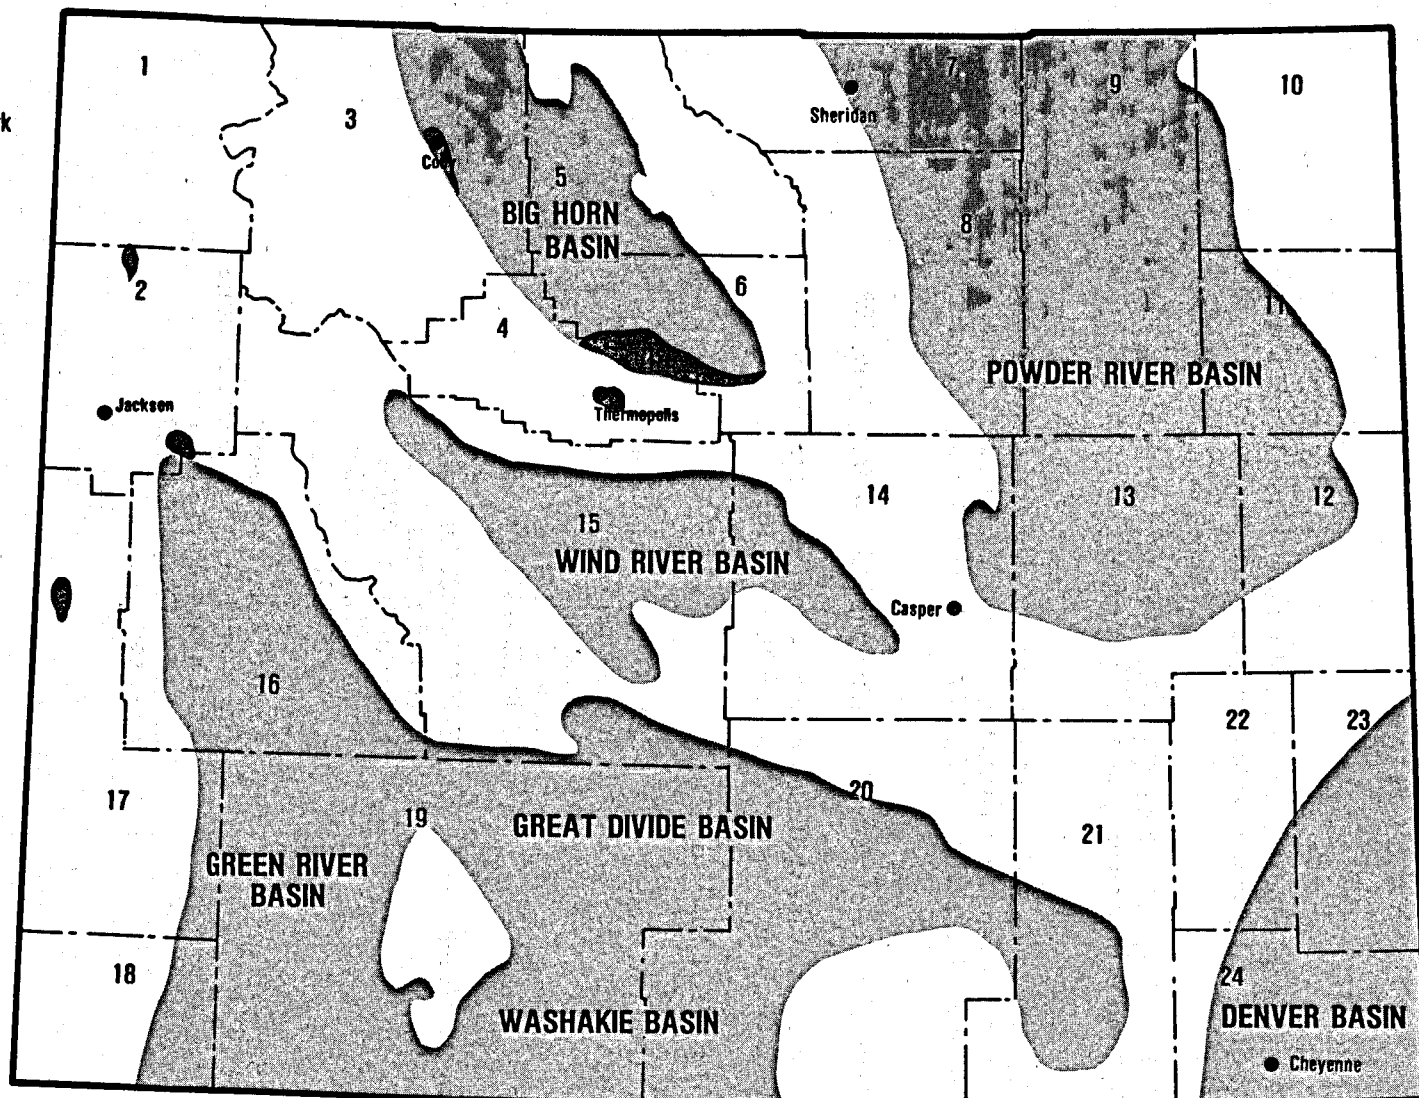 1
3
7
9
10
k
Sheridan
Cody
5
BIG HORN
BASIN
8
2
6
4
11
POWDER RIVER BASIN
Jackson
Thermopolis
14
13
12
15
WIND RIVER BASIN
Casper
16
22
23
17
20
19
GREAT DIVIDE BASIN
21
GREEN RIVER
BASIN
18
24
WASHAKIE BASIN
DENVER BASIN
Cheyenne